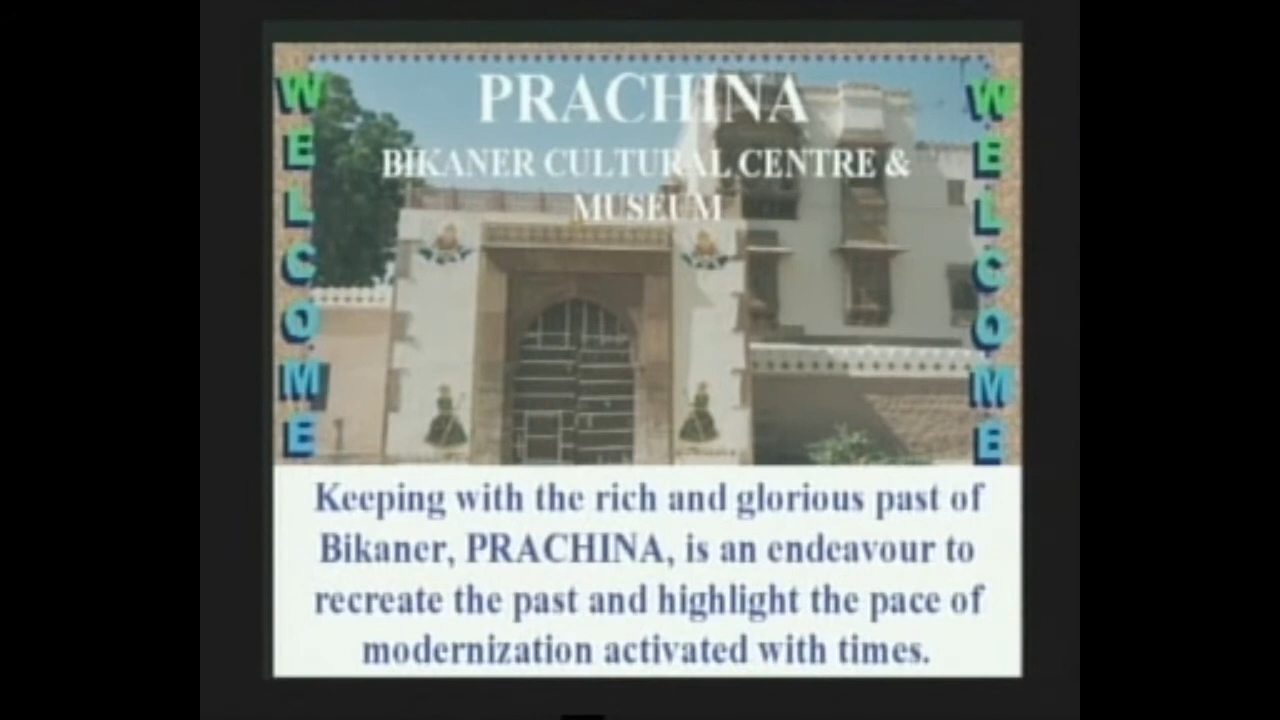 PRACHINA
BIKANER CULTURAL CENTRE &
MUSEUM
WELCOME
WELCOME
Keeping with the rich and glorious past of
Bikaner, PRACHINA, is an endeavour to
recreate the past and highlight the pace of
modernization activated with times.